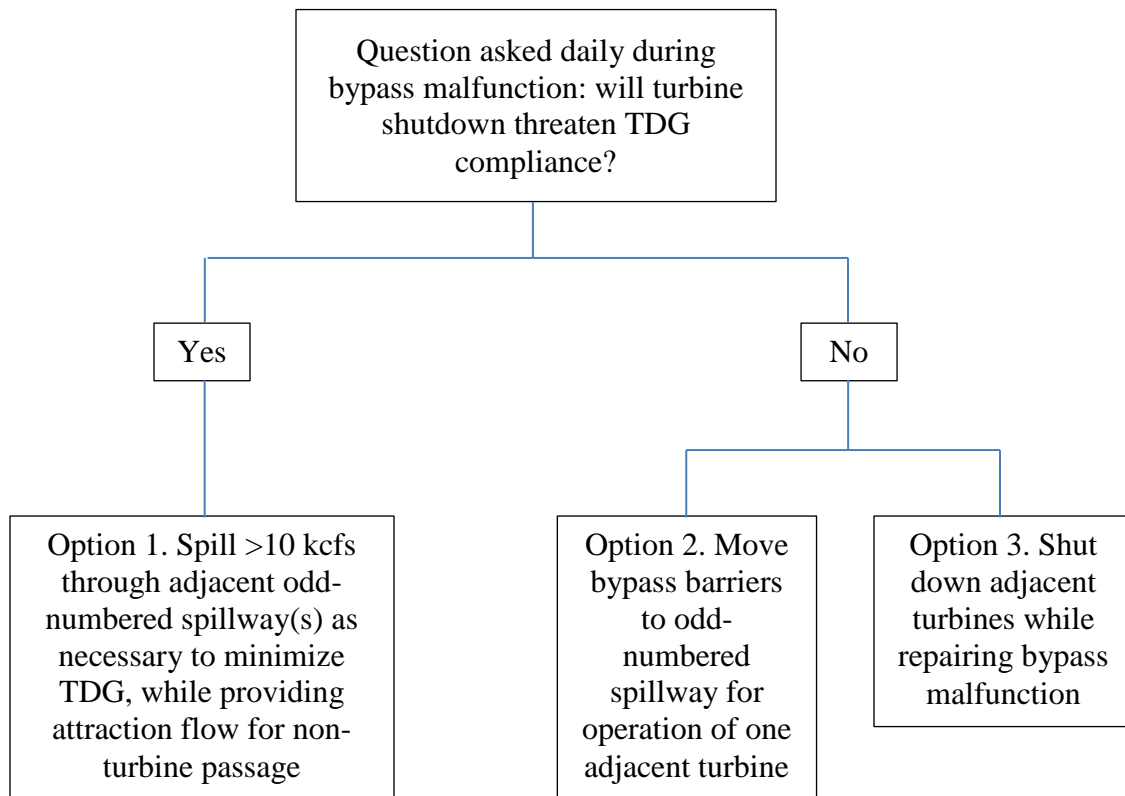 Question asked daily during
bypass malfunction: will turbine
shutdown threaten TDG
compliance?
Yes
No
Option 1. Spill >10 kcfs
through adjacent odd-
numbered spillway(s) as
necessary to minimize
TDG, while providing
attraction flow for non-
turbine passage
Option 2. Move
bypass barriers
to odd-
numbered
spillway for
operation of one
adjacent turbine
Option 3. Shut
down adjacent
turbines while
repairing bypass
malfunction